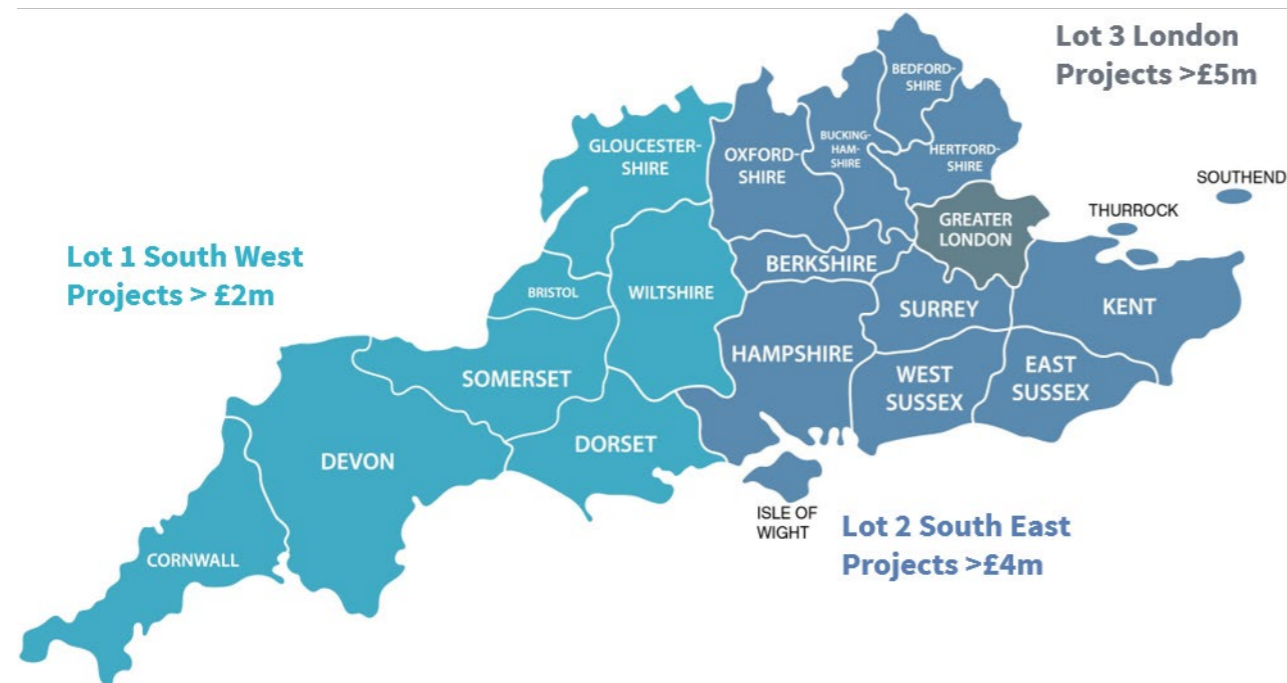 Lot 3 London
Projects >£5m
BEDFORD-
SHIRE
GLOUCESTER-
SHIRE
OXFORD-
SHIRE
BUCKING-
HAM-
SHIRE
HERTFORD-
SHIRE
SOUTHEND
THURROCK
GREATER
LONDON
Lot 1 South West
Projects > £2m
BRISTOL
WILTSHIRE
BERKSHIRE
SURREY
KENT
SOMERSET
HAMPSHIRE
WEST
SUSSEX
EAST
SUSSEX
DEVON
DORSET
ISLE OF
WIGHT
Lot 2 South East
Projects >£4m
CORNWALL